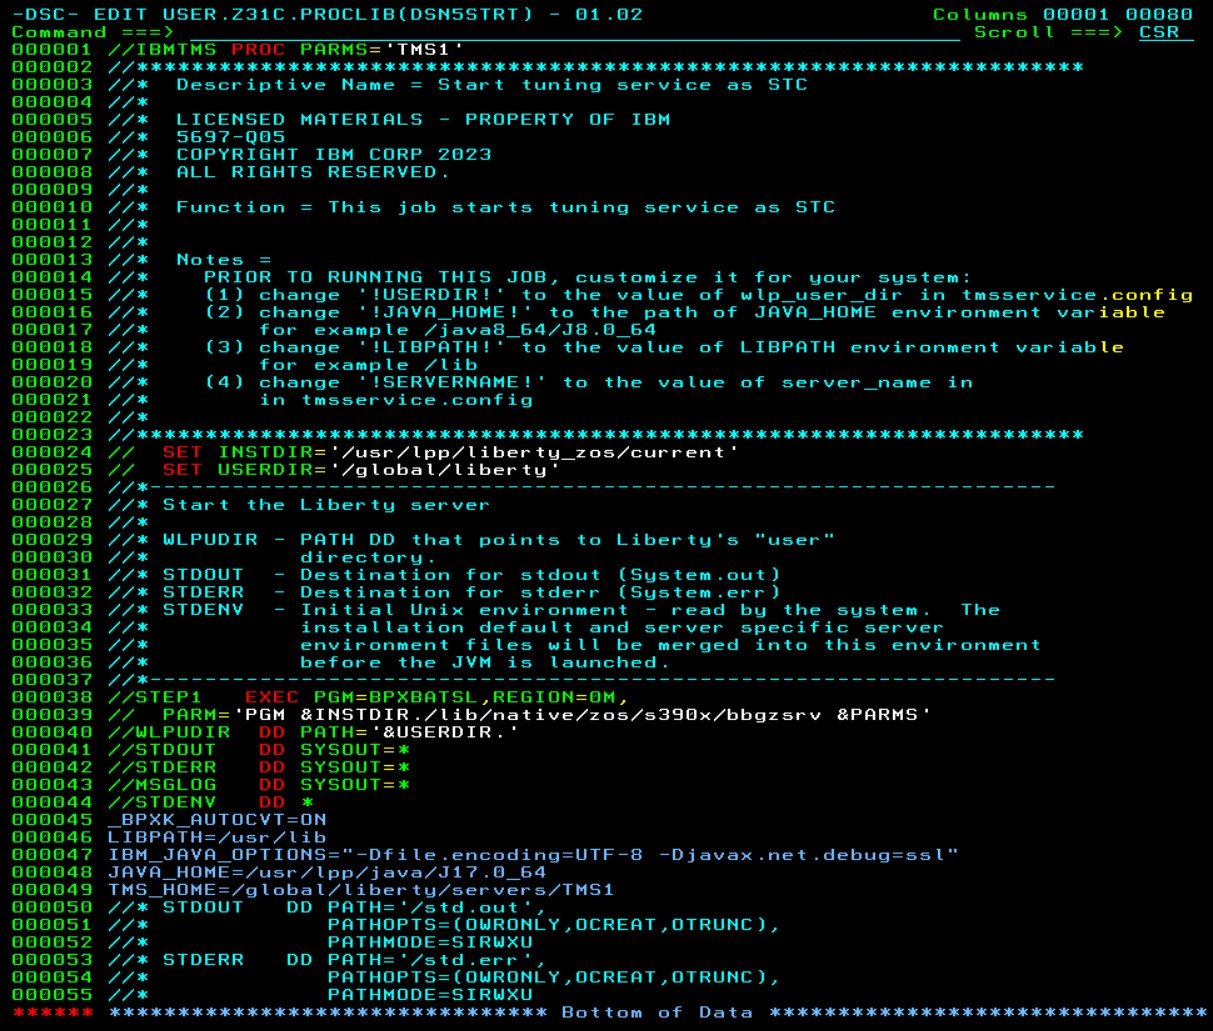 -DSC- EDIT USER.Z31C.PROCLIB(DSN5STRT) - 01.02 Columns 00001 00080
Command ===> Scroll ===> CSR
000001 //IBMTMS PROC PARMS='TMS1'
000002 //*********************************************************************
000003 //*  Descriptive Name = Start tuning service as STC
000004 //*
000005 //*  LICENSED MATERIALS - PROPERTY OF IBM
000006 //*  5697-Q05
000007 //*  COPYRIGHT IBM CORP 2023
000008 //*  ALL RIGHTS RESERVED.
000009 //*
000010 //*  Function = This job starts tuning service as STC
000011 //*
000012 //*
000013 //*  Notes =
000014 //*    PRIOR TO RUNNING THIS JOB, customize it for your system:
000015 //*    (1) change '!USERDIR!' to the value of wlp_user_dir in tmsservice.config
000016 //*    (2) change '!JAVA_HOME!' to the path of JAVA_HOME environment variable
000017 //*        for example /java8_64/J8.0_64
000018 //*    (3) change '!LIBPATH!' to the value of LIBPATH environment variable
000019 //*        for example /lib
000020 //*    (4) change '!SERVERNAME!' to the value of server_name in
000021 //*        in tmsservice.config
000022 //*
000023 //*********************************************************************
000024 //  SET INSTDIR='/usr/lpp/liberty_zos/current'
000025 //  SET USERDIR='/global/liberty'
000026 //*------------------------------------------------------------------
000027 //* Start the Liberty server
000028 //*
000029 //* WLPUDIR - PATH DD that points to Liberty's "user"
000030 //*           directory.
000031 //* STDOUT  - Destination for stdout (System.out)
000032 //* STDERR  - Destination for stderr (System.err)
000033 //* STDENV  - Initial Unix environment - read by the system.  The
000034 //*           installation default and server specific server
000035 //*           environment files will be merged into this environment
000036 //*           before the JVM is launched.
000037 //*------------------------------------------------------------------
000038 //STEP1   EXEC PGM=BPXBATSL,REGION=0M,
000039 //  PARM='PGM &INSTDIR./lib/native/zos/s390x/bbgzsrv &PARMS'
000040 //WLPUDIR  DD PATH='&USERDIR.'
000041 //STDOUT   DD SYSOUT=*
000042 //STDERR   DD SYSOUT=*
000043 //MSGLOG   DD SYSOUT=*
000044 //STDENV   DD *
000045 _BPXK_AUTOCVT=ON
000046 LIBPATH=/usr/lib
000047 IBM_JAVA_OPTIONS="-Dfile.encoding=UTF-8 -Djavax.net.debug=ssl"
000048 JAVA_HOME=/usr/lpp/java/J17.0_64
000049 TMS_HOME=/global/liberty/servers/TMS1
000050 //* STDOUT   DD PATH='/std.out',
000051 //*             PATHOPTS=(OWRONLY,OCREAT,OTRUNC),
000052 //*             PATHMODE=SIRWXU
000053 //* STDERR   DD PATH='/std.err',
000054 //*             PATHOPTS=(OWRONLY,OCREAT,OTRUNC),
000055 //*             PATHMODE=SIRWXU
****** ******************************** Bottom of Data ********************************